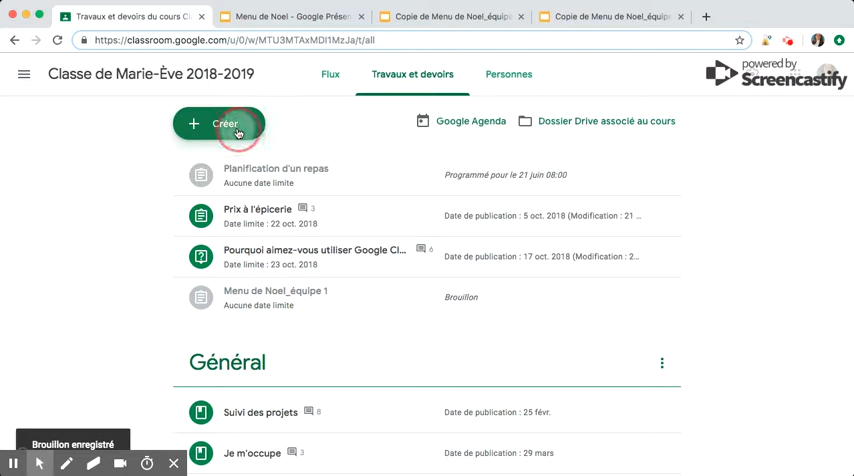 Travaux et devoirs du cours Cl
Menu de Noel - Google Présen
Copie de Menu de Noel_équipe
Copie de Menu de Noel_équipe
https://classroom.google.com/u/0/w/MTU3MTAxMDI1MzJa/t/all
Classe de Marie-Ève 2018-2019
Flux
Travaux et devoirs
Personnes
powered by
Screencastify
Créer
Google Agenda
Dossier Drive associé au cours
Planification d'un repas
Aucune date limite
Programmé pour le 21 juin 08:00
Prix à l'épicerie 3
Date limite : 22 oct. 2018
Date de publication : 5 oct. 2018 (Modification : 21 ...
Pourquoi aimez-vous utiliser Google Cl... 6
Date limite : 23 oct. 2018
Date de publication : 17 oct. 2018 (Modification : 2...
Menu de Noel_équipe 1
Aucune date limite
Brouillon
Général
Suivi des projets 8
Date de publication : 25 févr.
Brouillon enregistré
Je m'occupe 3
Date de publication : 29 mars